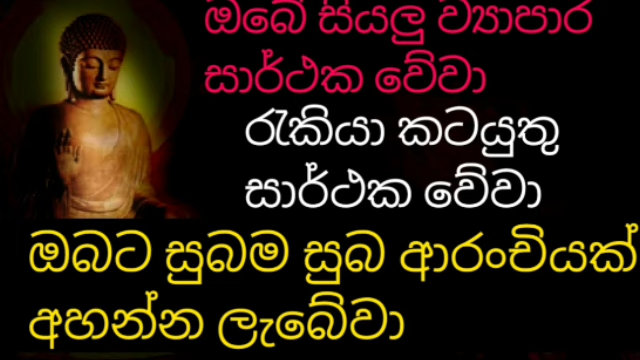 ඔබේ සියලු ව්‍යාපාර
සාර්ථක වේවා
රැකියා කටයුතු
සාර්ථක වේවා
ඔබට සුබම සුබ ආරංචියක්
අහන්න ලැබේවා